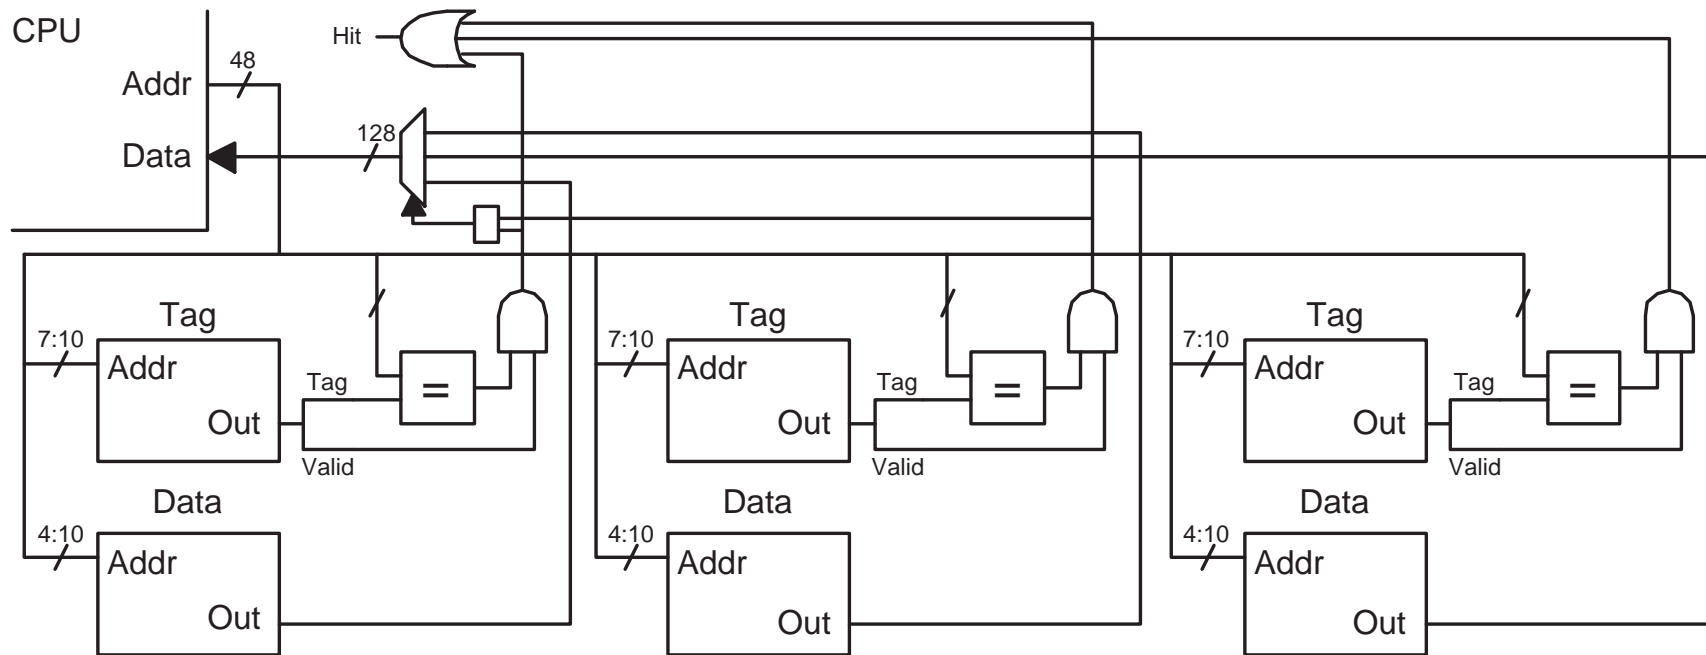 CPU
Hit
48
Addr
128
Data
Tag Tag Tag
7:10 7:10 7:10
Addr Addr Addr
Tag = Tag = Tag =
Out Out Out
Valid Valid Valid
Data Data Data
4:10 4:10 4:10
Addr Addr Addr
Out Out Out